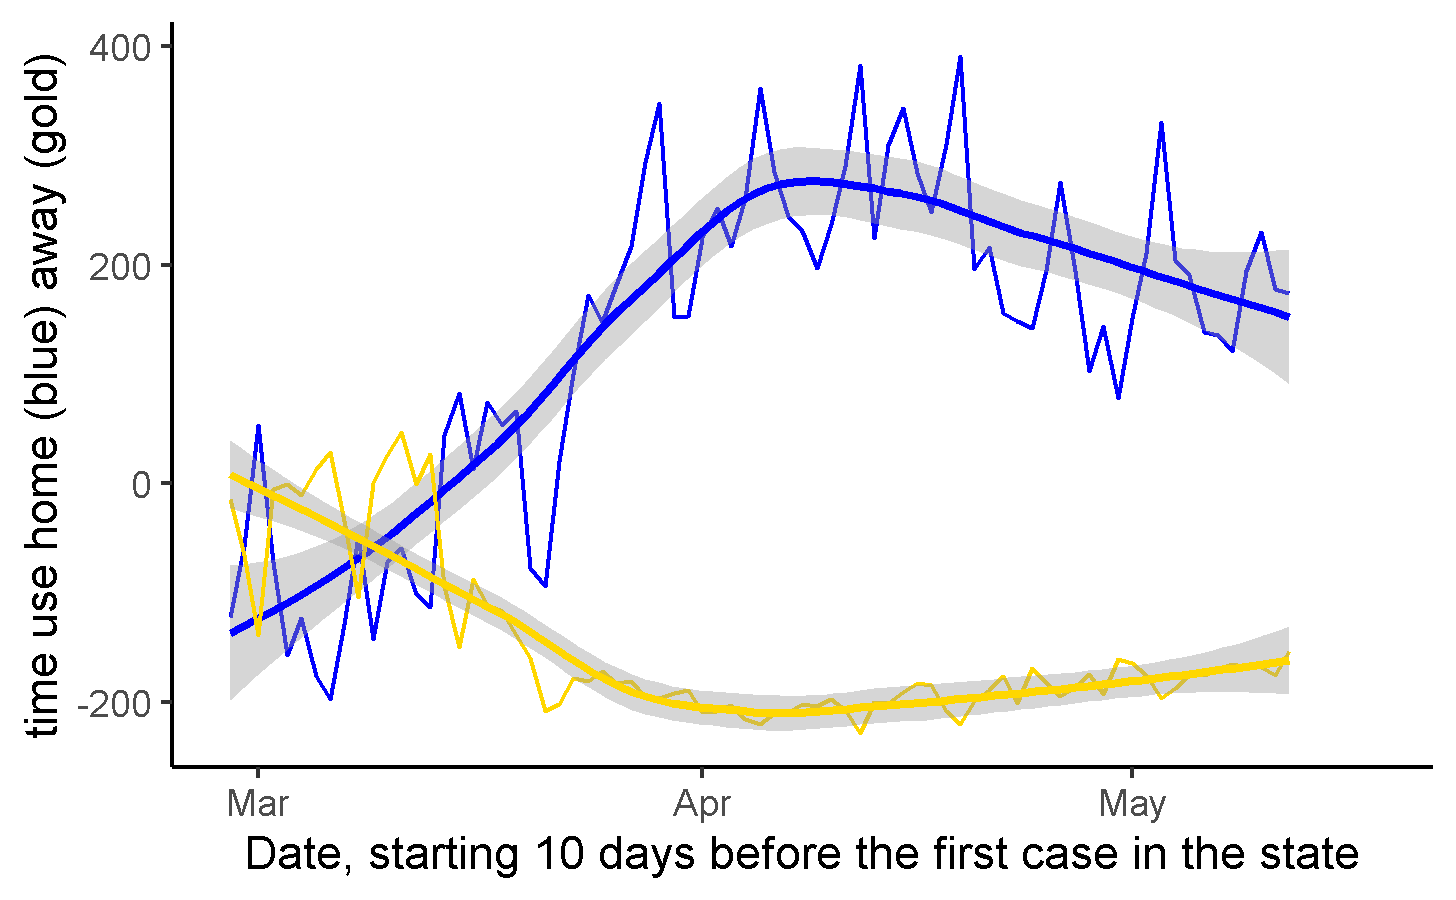 time use home (blue) away (gold)
400
200
0
-200
Mar
Apr
May
Date, starting 10 days before the first case in the state